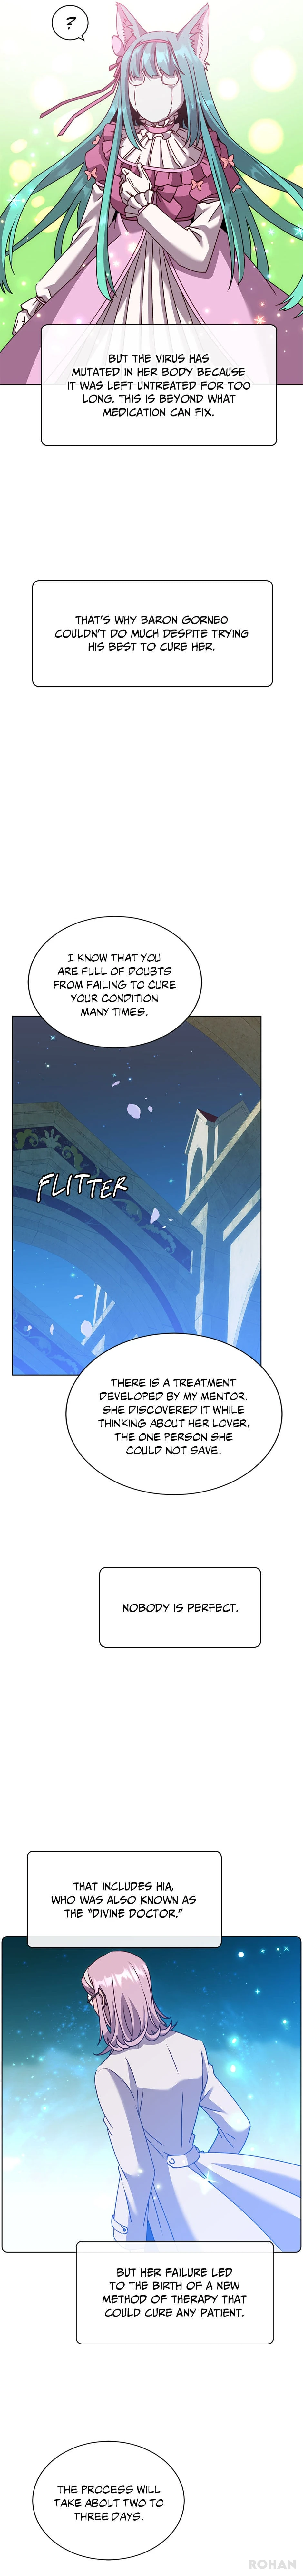 ?
BUT THE VIRUS HAS
MUTATED IN HER BODY BECAUSE
IT WAS LEFT UNTREATED FOR TOO
LONG. THIS IS BEYOND WHAT
MEDICATION CAN FIX.
THAT'S WHY BARON GORNEO
COULDN'T DO MUCH DESPITE TRYING
HIS BEST TO CURE HER.
I KNOW THAT YOU
ARE FULL OF DOUBTS
FROM FAILING TO CURE
YOUR CONDITION
MANY TIMES.
FLITTER
THERE IS A TREATMENT
DEVELOPED BY MY MENTOR.
SHE DISCOVERED IT WHILE
THINKING ABOUT HER LOVER,
THE ONE PERSON SHE
COULD NOT SAVE.
NOBODY IS PERFECT.
THAT INCLUDES HIA,
WHO WAS ALSO KNOWN AS
THE "DIVINE DOCTOR."
BUT HER FAILURE LED
TO THE BIRTH OF A NEW
METHOD OF THERAPY THAT
COULD CURE ANY PATIENT.
THE PROCESS WILL
TAKE ABOUT TWO TO
THREE DAYS.
ROHAN